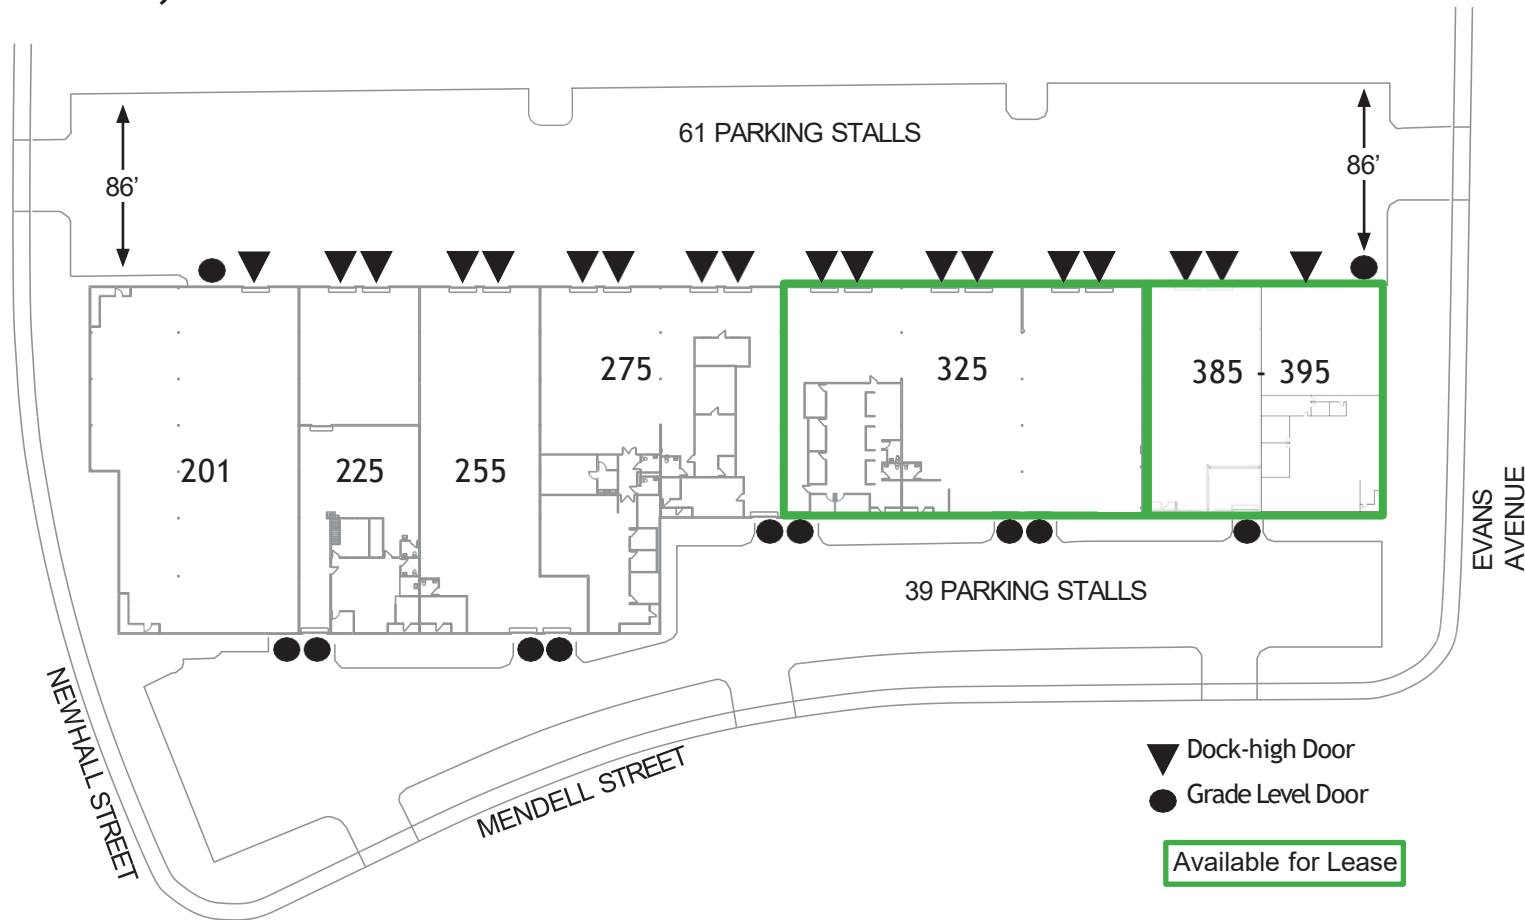 61 PARKING STALLS
86’
86’
275
325
385 - 395
201
225
255
39 PARKING STALLS
EVANS
AVENUE
NEWHALL STREET
MENDELL STREET
Dock-high Door
Grade Level Door
Available for Lease